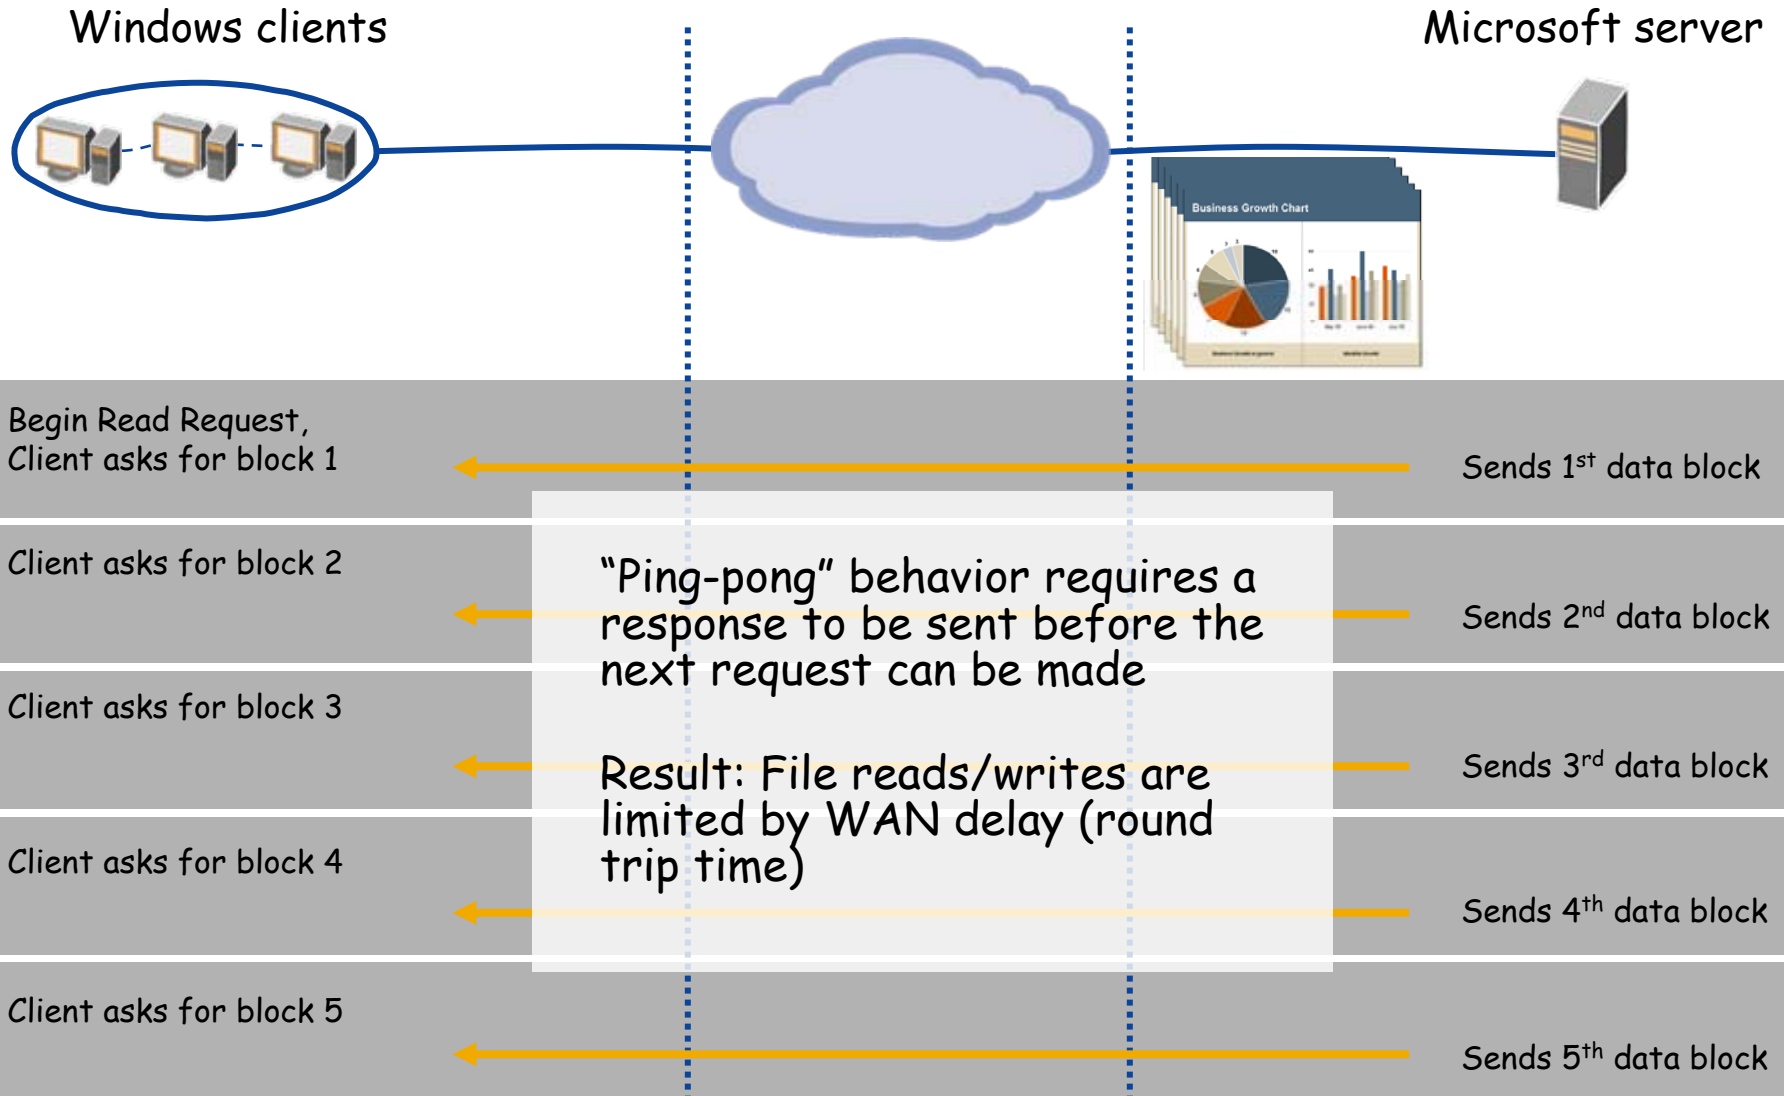 Windows clients
Microsoft server
Business Growth Chart
Begin Read Request,
Client asks for block 1
Sends 1st data block
Client asks for block 2
Sends 2nd data block
"Ping-pong" behavior requires a
response to be sent before the
next request can be made
Client asks for block 3
Sends 3rd data block
Result: File reads/writes are
limited by WAN delay (round
trip time)
Client asks for block 4
Sends 4th data block
Client asks for block 5
Sends 5th data block